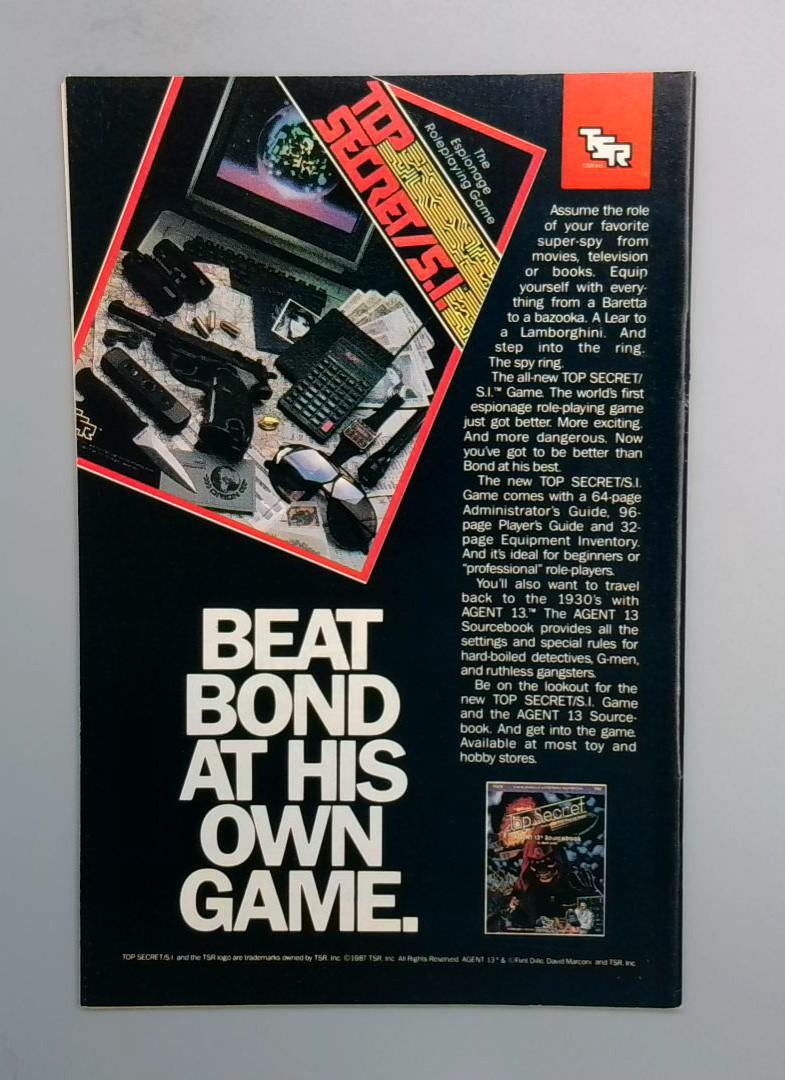 TOP
SECRET/S.I.™
The
Espionage
Roleplaying Game
TSR
TSR Inc.
ORION
Assume the role
of your favorite
super-spy from
movies, television
or books. Equip
yourself with every-
thing from a Baretta
to a bazooka. A Lear to
a Lamborghini. And
step into the ring.
The spy ring.
The all-new TOP SECRET/
S.I.™ Game. The world's first
espionage role-playing game
just got better. More exciting.
And more dangerous. Now
you've got to be better than
Bond at his best.
The new TOP SECRET/S.I.
Game comes with a 64-page
Administrator's Guide, 96-
page Player's Guide and 32-
page Equipment Inventory.
And it's ideal for beginners or
"professional" role-players.
You'll also want to travel
back to the 1930's with
AGENT 13.™ The AGENT 13
Sourcebook provides all the
settings and special rules for
hard-boiled detectives, G-men,
and ruthless gangsters.
Be on the lookout for the
new TOP SECRET/S.I. Game
and the AGENT 13 Source-
book. And get into the game.
Available at most toy and
hobby stores.
BEAT
BOND
AT HIS
OWN
GAME.
Top Secret
AGENT 13™ Sourcebook
TOP SECRET/S.I. and the TSR logo are trademarks owned by TSR, Inc. ©1987 TSR, Inc. All Rights Reserved. AGENT 13™ & ©Flint Dille, David Marconi and TSR, Inc.